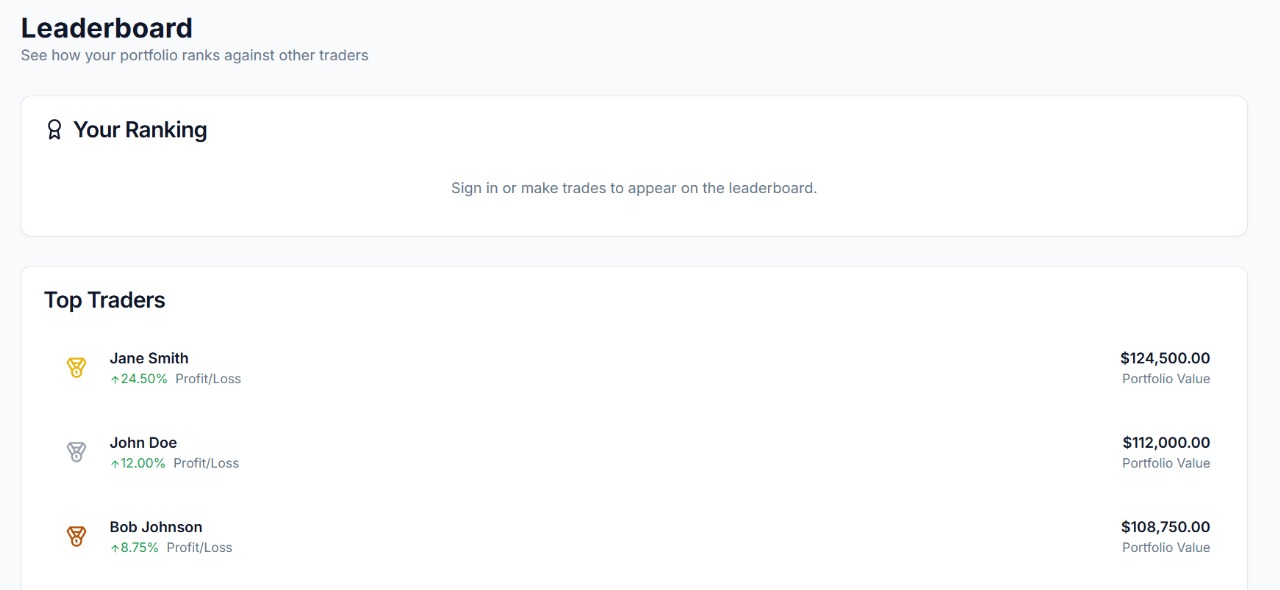 Leaderboard
See how your portfolio ranks against other traders
Your Ranking
Sign in or make trades to appear on the leaderboard.
Top Traders
Jane Smith
$124,500.00
↑24.50% Profit/Loss
Portfolio Value
John Doe
$112,000.00
↑12.00% Profit/Loss
Portfolio Value
Bob Johnson
$108,750.00
↑8.75% Profit/Loss
Portfolio Value